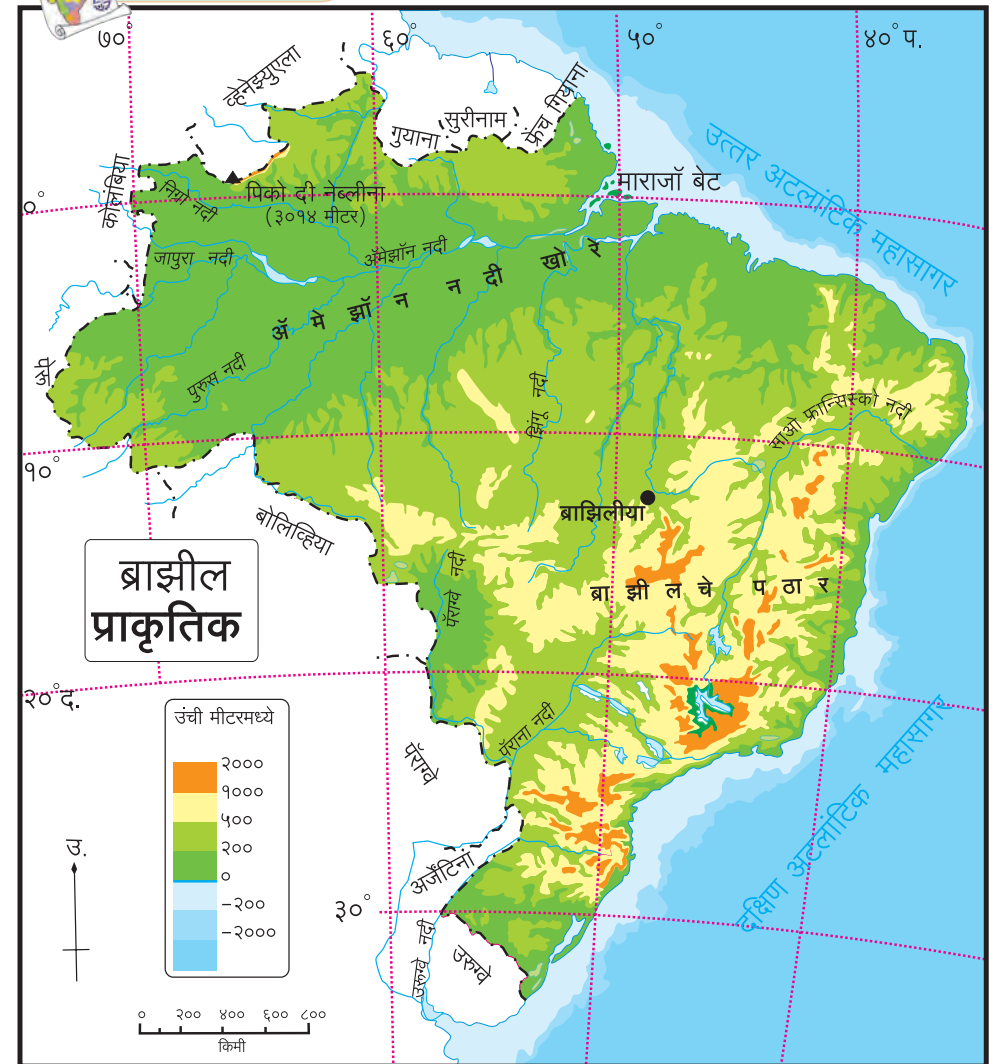 ७०°
६०°
५०°
४०° प.
व्हेनेझ्युएला
गुयाना
सुरीनाम
फ्रेंच गियाना
उत्तर अटलांटिक महासागर
कोलंबिया
माराजॉ बेट
पिको दी नेब्लीना
(३०१४ मीटर)
निग्रो नदी
०°
जापुरा नदी
ॲमेझॉन नदी
ॲ मे झॉ न न दी खो रे
पेरू
पुरुस नदी
झिंगू नदी
साओ फ्रान्सिस्को नदी
१०°
ब्राझिलीया
बोलिव्हिया
ब्राझील
प्राकृतिक
पॅराग्वे नदी
ब्रा झी ल चे प ठा र
२०° द.
उंची मीटरमध्ये
२०००
१०००
५००
२००
०
-२००
-२०००
पॅराना नदी
पॅराग्वे
दक्षिण अटलांटिक महासागर
उ.
अर्जेंटिना
३०°
उरुग्वे नदी
उरुग्वे
० २०० ४०० ६०० ८००
किमी